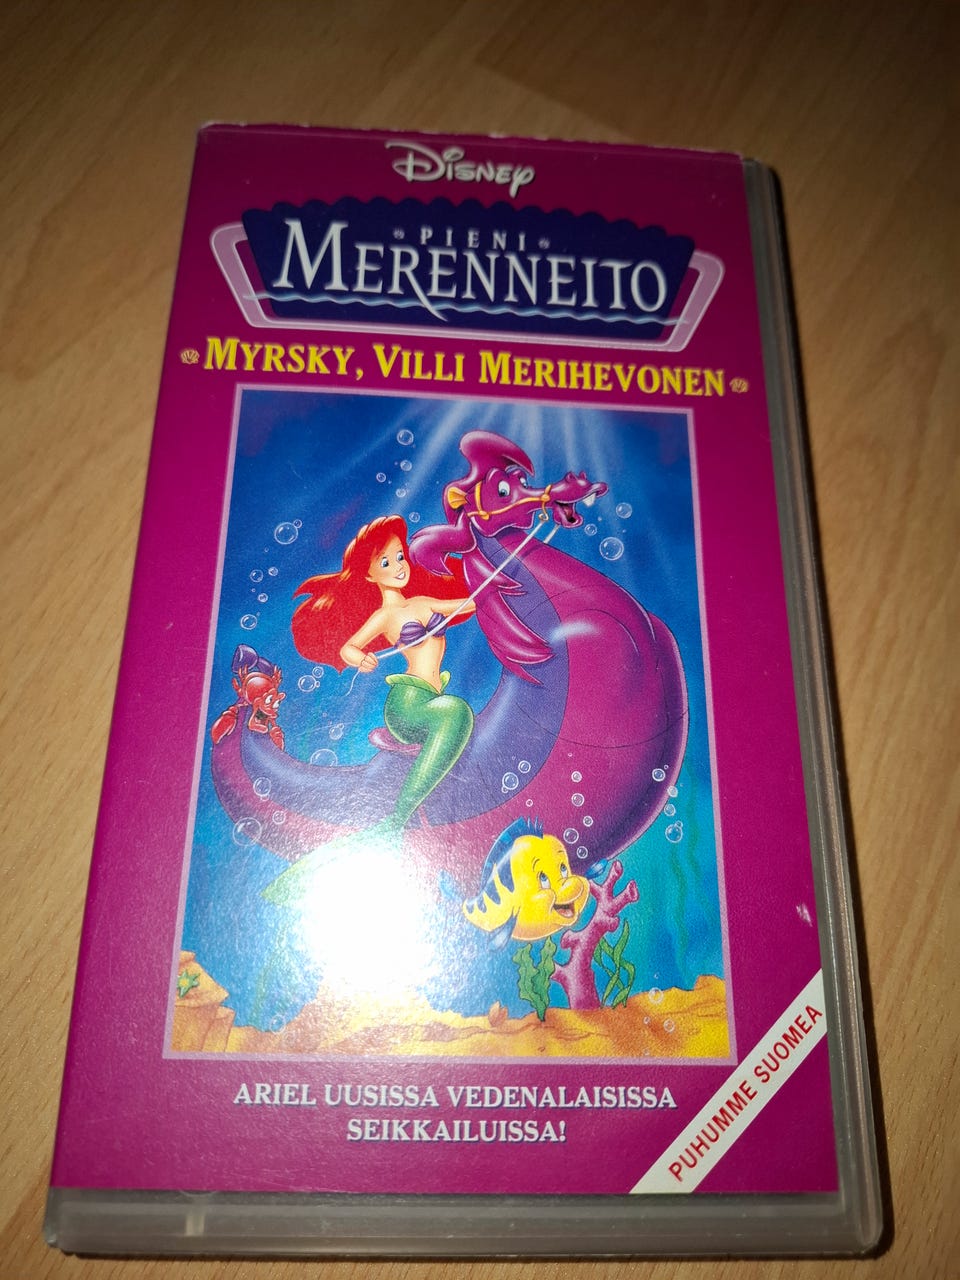 Disney
PIENI
MERENNEITO
MYRSKY, VILLI MERIHEVONEN
ARIEL UUSISSA VEDENALAISISSA
SEIKKAILUISSA!
PUHUMME SUOMEA